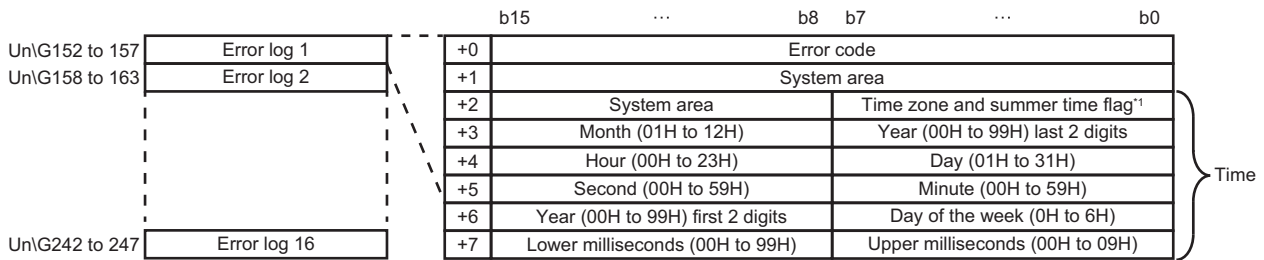 b15 ... b8 b7 ... b0
Un\G152 to 157 Error log 1 +0 Error code
Un\G158 to 163 Error log 2 +1 System area
+2 System area Time zone and summer time flag*1
+3 Month (01H to 12H) Year (00H to 99H) last 2 digits
+4 Hour (00H to 23H) Day (01H to 31H)
Time
+5 Second (00H to 59H) Minute (00H to 59H)
+6 Year (00H to 99H) first 2 digits Day of the week (0H to 6H)
Un\G242 to 247 Error log 16 +7 Lower milliseconds (00H to 99H) Upper milliseconds (00H to 09H)